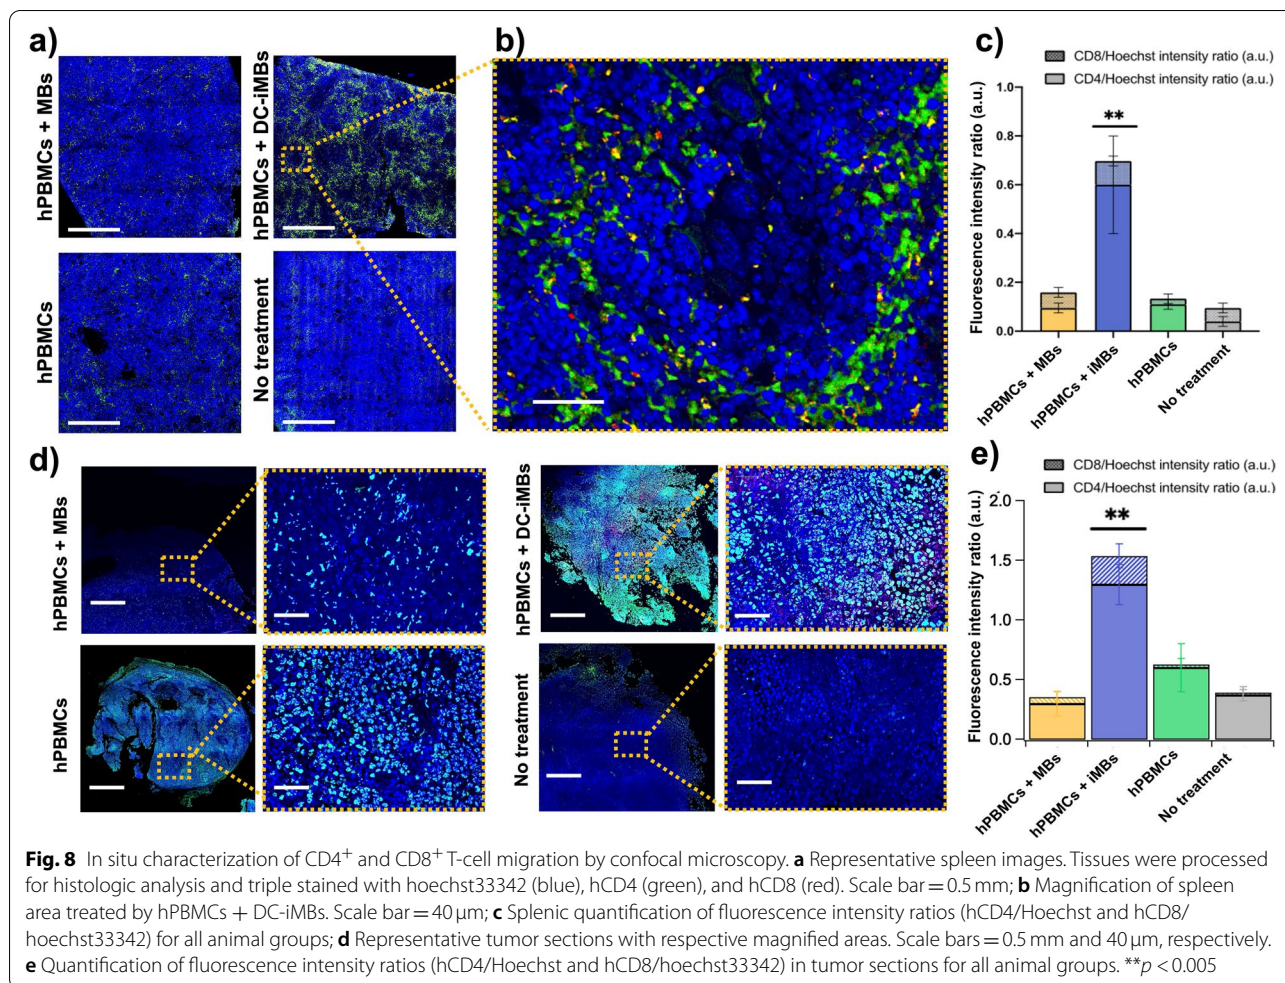 a)
hPBMCs + MBs
hPBMCs + DC-iMBs
hPBMCs
No treatment
b)
c)
CD8/Hoechst intensity ratio (a.u.)
CD4/Hoechst intensity ratio (a.u.)
Fluorescence intensity ratio (a.u.)
1.0
0.8
0.6
0.4
0.2
0.0
**
hPBMCs + MBs
hPBMCs + iMBs
hPBMCs
No treatment
d)
hPBMCs + MBs
hPBMCs + DC-iMBs
hPBMCs
No treatment
e)
CD8/Hoechst intensity ratio (a.u.)
CD4/Hoechst intensity ratio (a.u.)
Fluorescence intensity ratio (a.u.)
2.0
1.5
1.0
0.5
0.0
**
hPBMCs + MBs
hPBMCs + iMBs
hPBMCs
No treatment
Fig. 8 In situ characterization of CD4⁺ and CD8⁺ T-cell migration by confocal microscopy. a Representative spleen images. Tissues were processed
for histologic analysis and triple stained with hoechst33342 (blue), hCD4 (green), and hCD8 (red). Scale bar = 0.5 mm; b Magnification of spleen
area treated by hPBMCs + DC-iMBs. Scale bar = 40 μm; c Splenic quantification of fluorescence intensity ratios (hCD4/Hoechst and hCD8/
hoechst33342) for all animal groups; d Representative tumor sections with respective magnified areas. Scale bars = 0.5 mm and 40 μm, respectively.
e Quantification of fluorescence intensity ratios (hCD4/Hoechst and hCD8/hoechst33342) in tumor sections for all animal groups. **p < 0.005